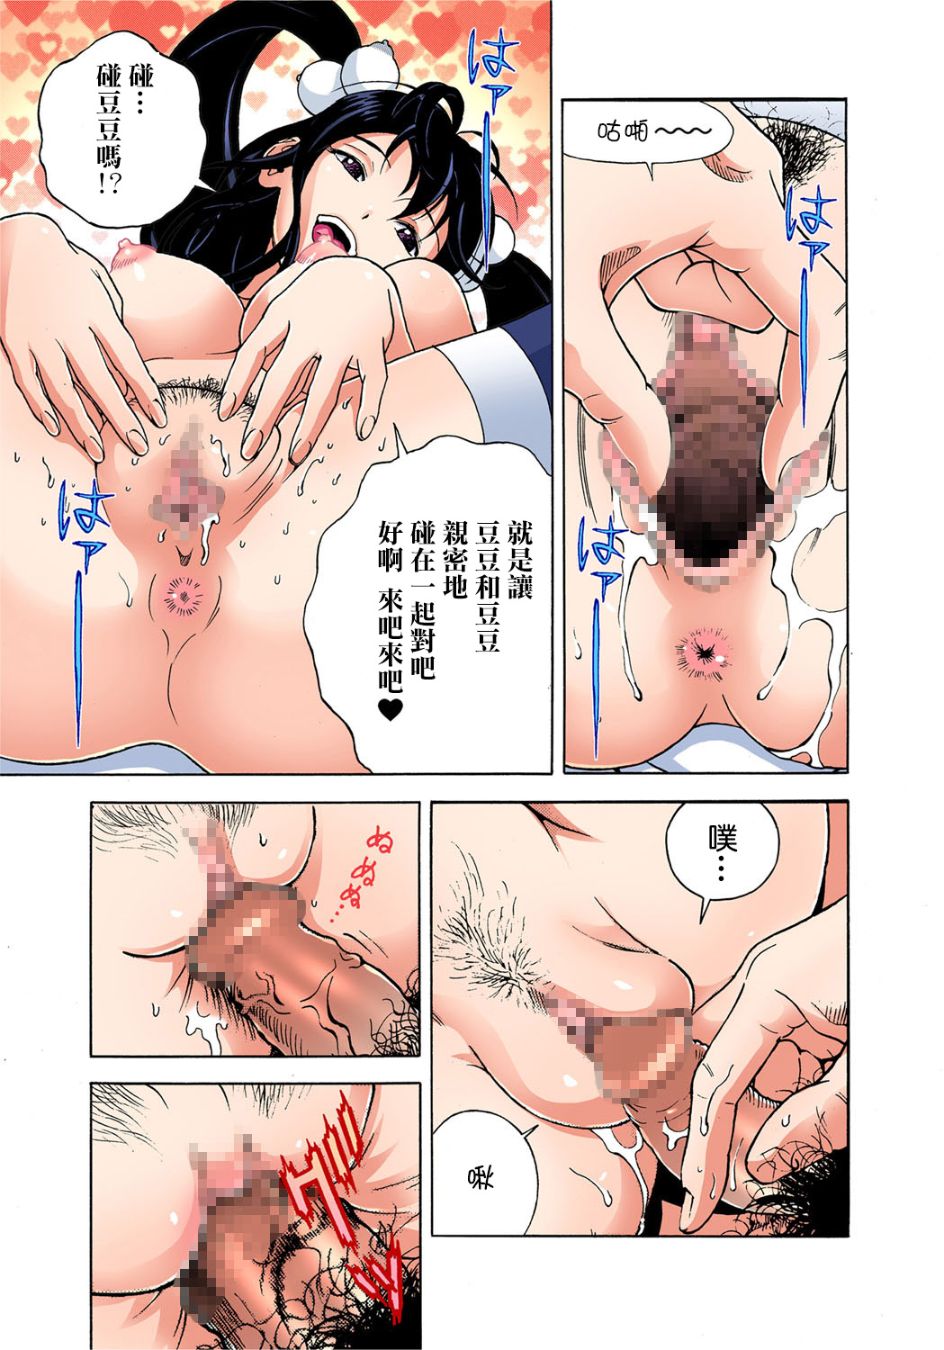 咕啪～～～
はァー
はァー
碰…
碰豆豆嗎!?
はァー
はァー
就是讓
豆豆和豆豆
親密地
碰在一起對吧
好啊 來吧來吧♥
噗…
ぬぬぬ…